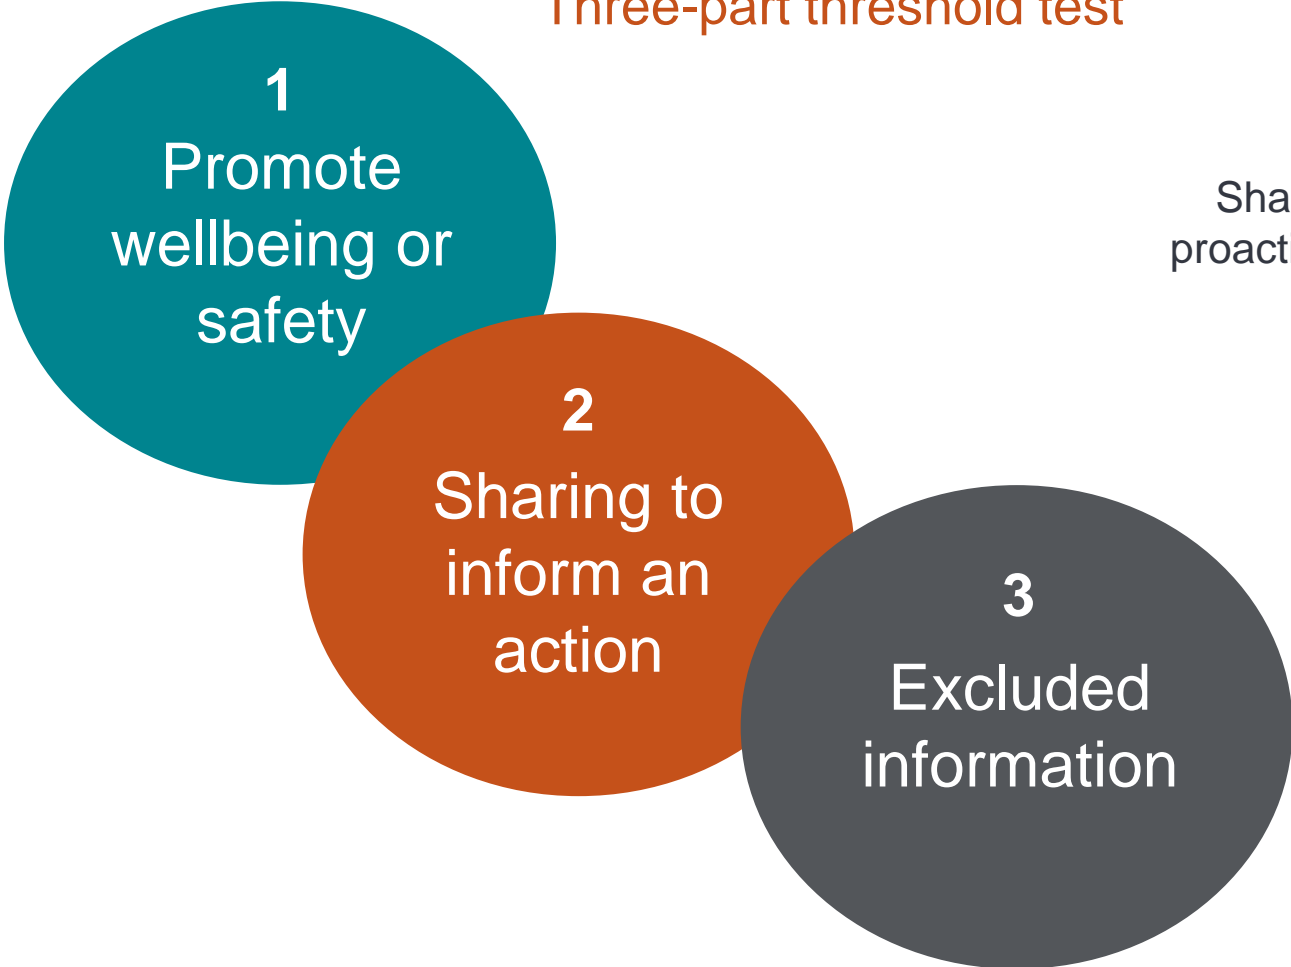 Three-part threshold test
1
Promote
wellbeing or
safety
2
Sharing to
inform an
action
3
Excluded
information